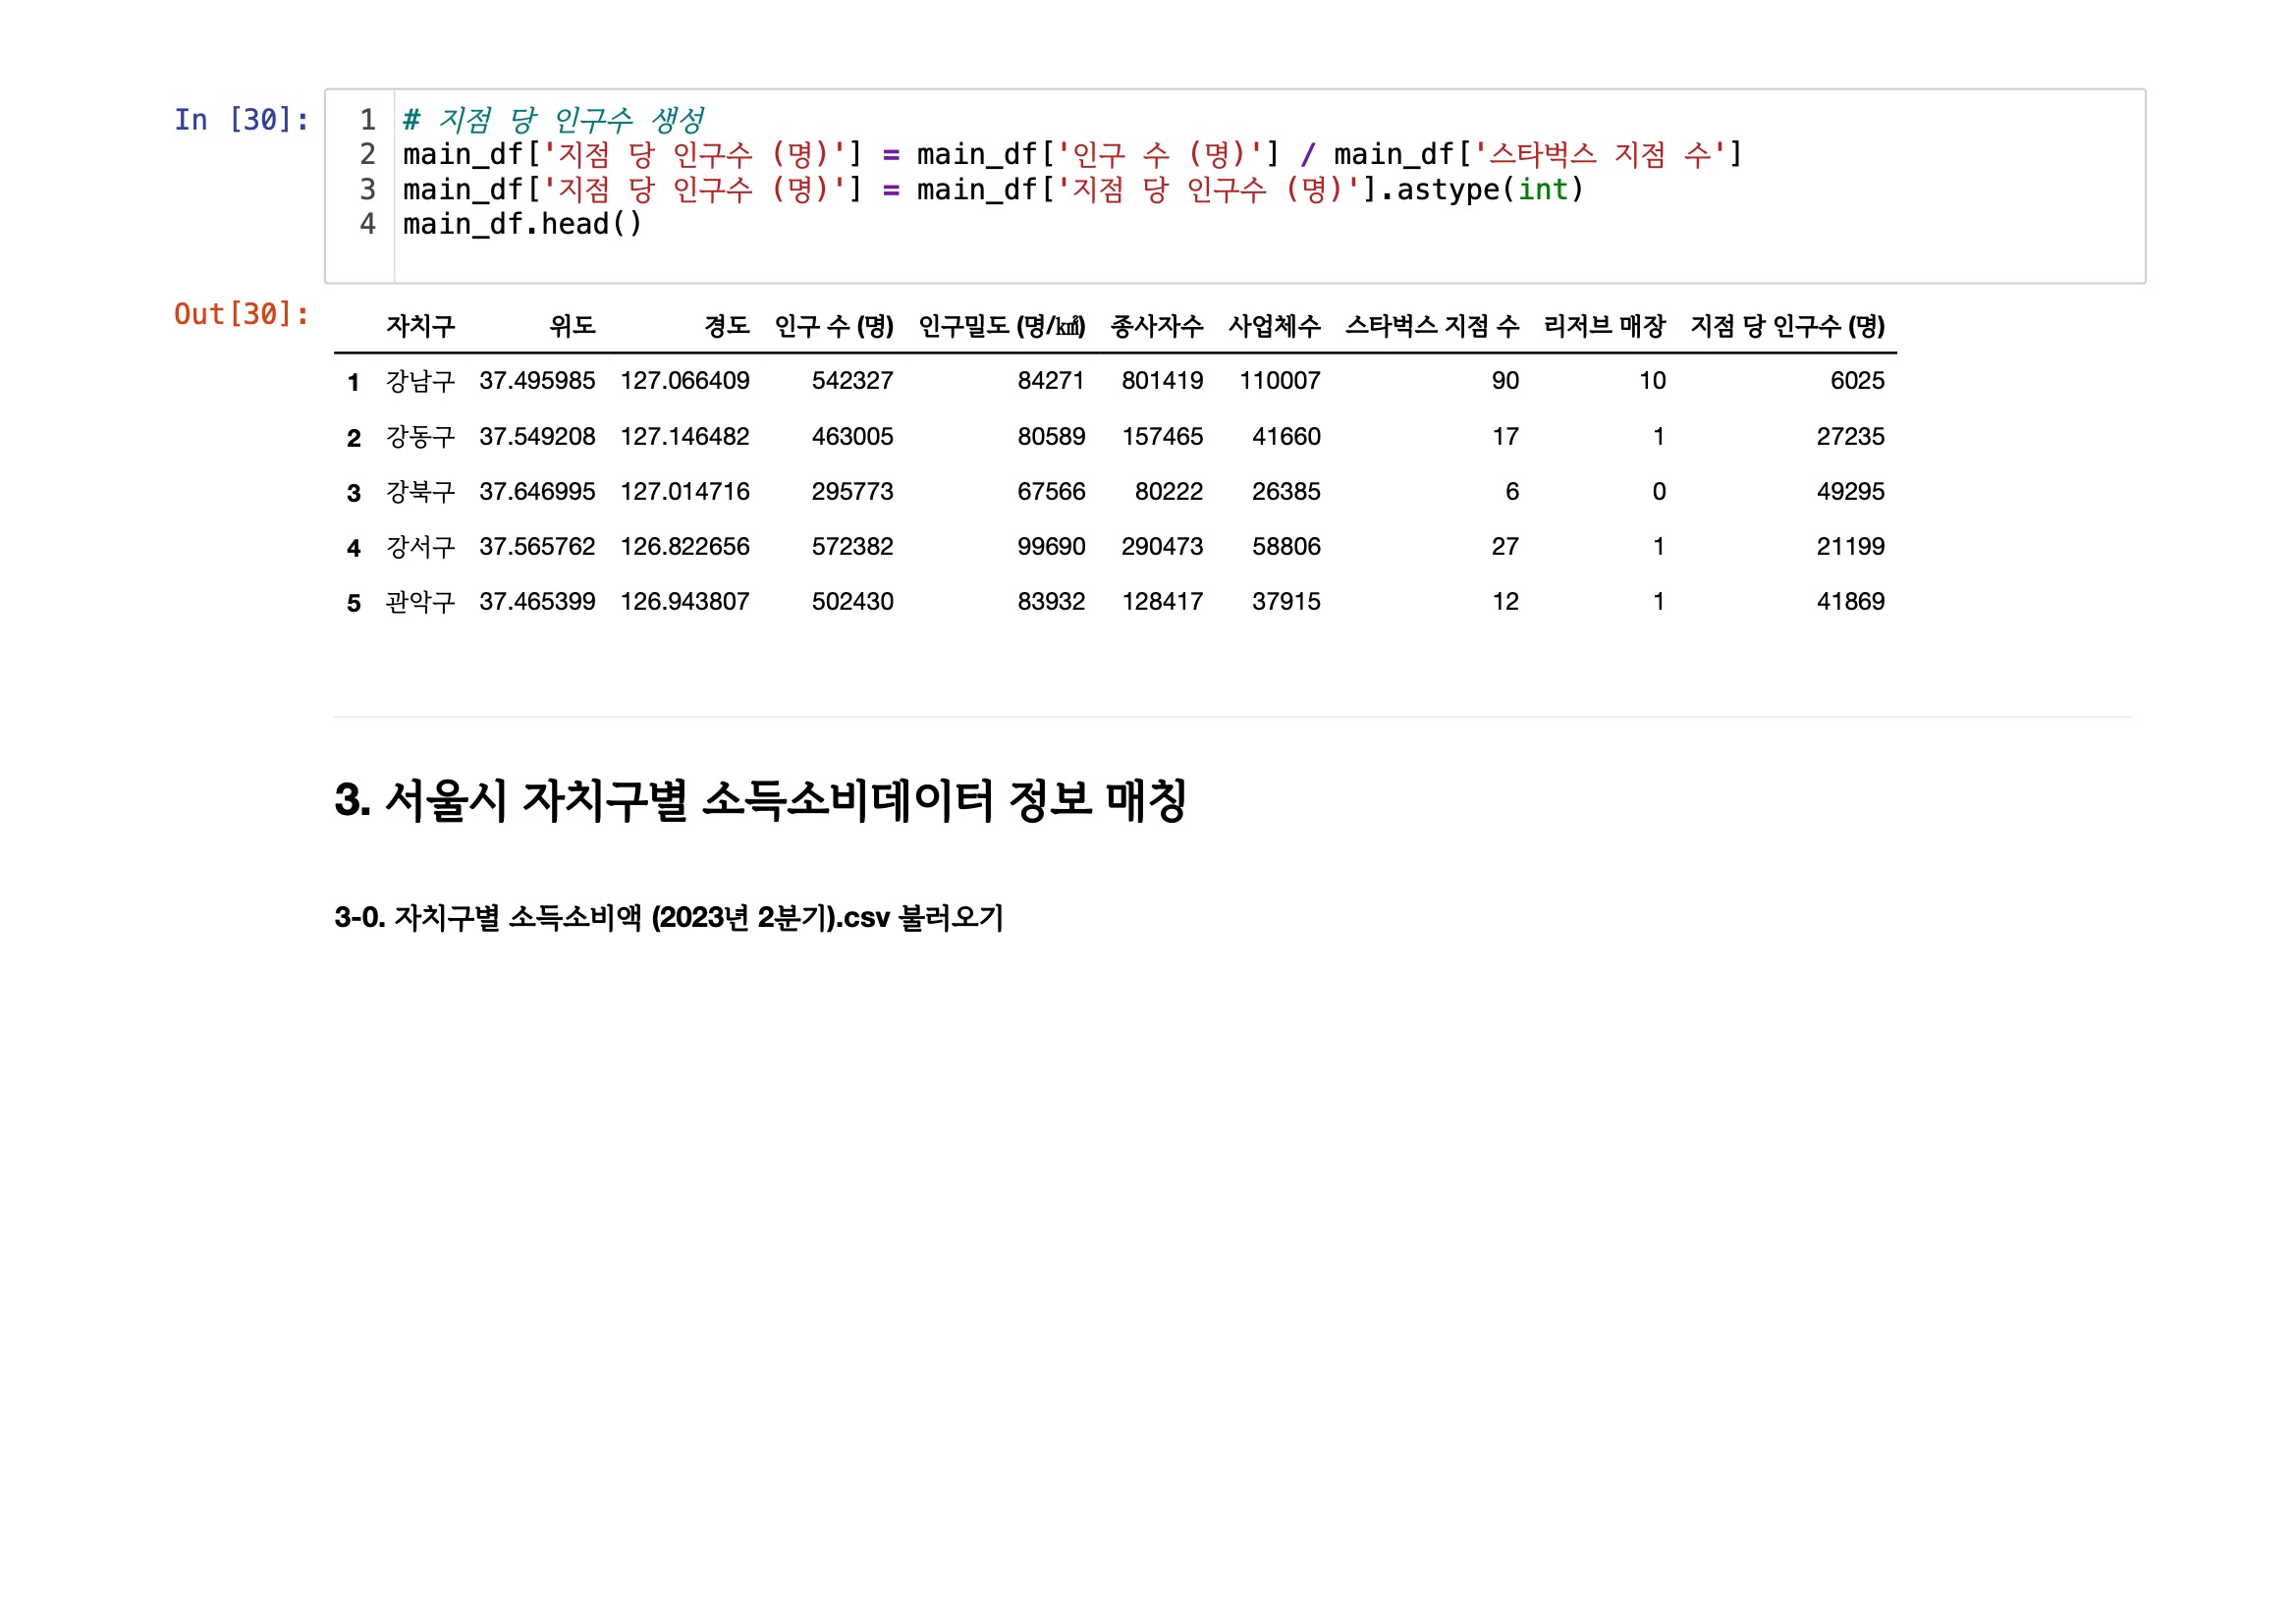 In [30]:
1 # 지점 당 인구수 생성
2 main_df['지점 당 인구수 (명)'] = main_df['인구 수 (명)'] / main_df['스타벅스 지점 수']
3 main_df['지점 당 인구수 (명)'] = main_df['지점 당 인구수 (명)'].astype(int)
4 main_df.head()
Out[30]:
자치구 위도 경도 인구 수 (명) 인구밀도 (명/㎢) 종사자수 사업체수 스타벅스 지점 수 리저브 매장 지점 당 인구수 (명)
1 강남구 37.495985 127.066409 542327 84271 801419 110007 90 10 6025
2 강동구 37.549208 127.146482 463005 80589 157465 41660 17 1 27235
3 강북구 37.646995 127.014716 295773 67566 80222 26385 6 0 49295
4 강서구 37.565762 126.822656 572382 99690 290473 58806 27 1 21199
5 관악구 37.465399 126.943807 502430 83932 128417 37915 12 1 41869
3. 서울시 자치구별 소득소비데이터 정보 매칭
3-0. 자치구별 소득소비액 (2023년 2분기).csv 불러오기